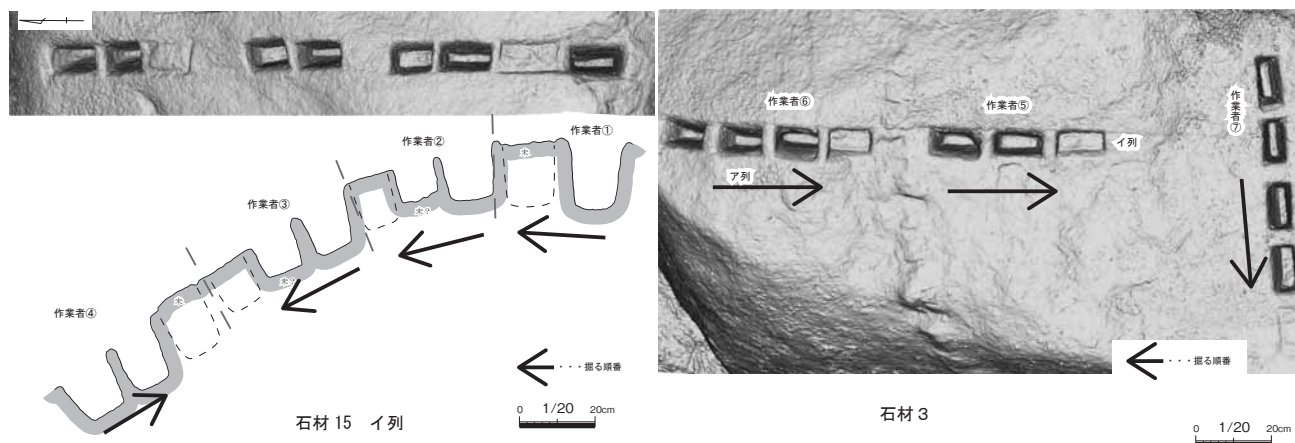 作業者①
作業者②
作業者③
作業者④
未
未?
未?
未
・・・掘る順番
石材 15 イ列
0 1/20 20cm
作業者⑥
作業者⑤
作業者⑦
ア列
イ列
・・・掘る順番
石材 3
0 1/20 20cm